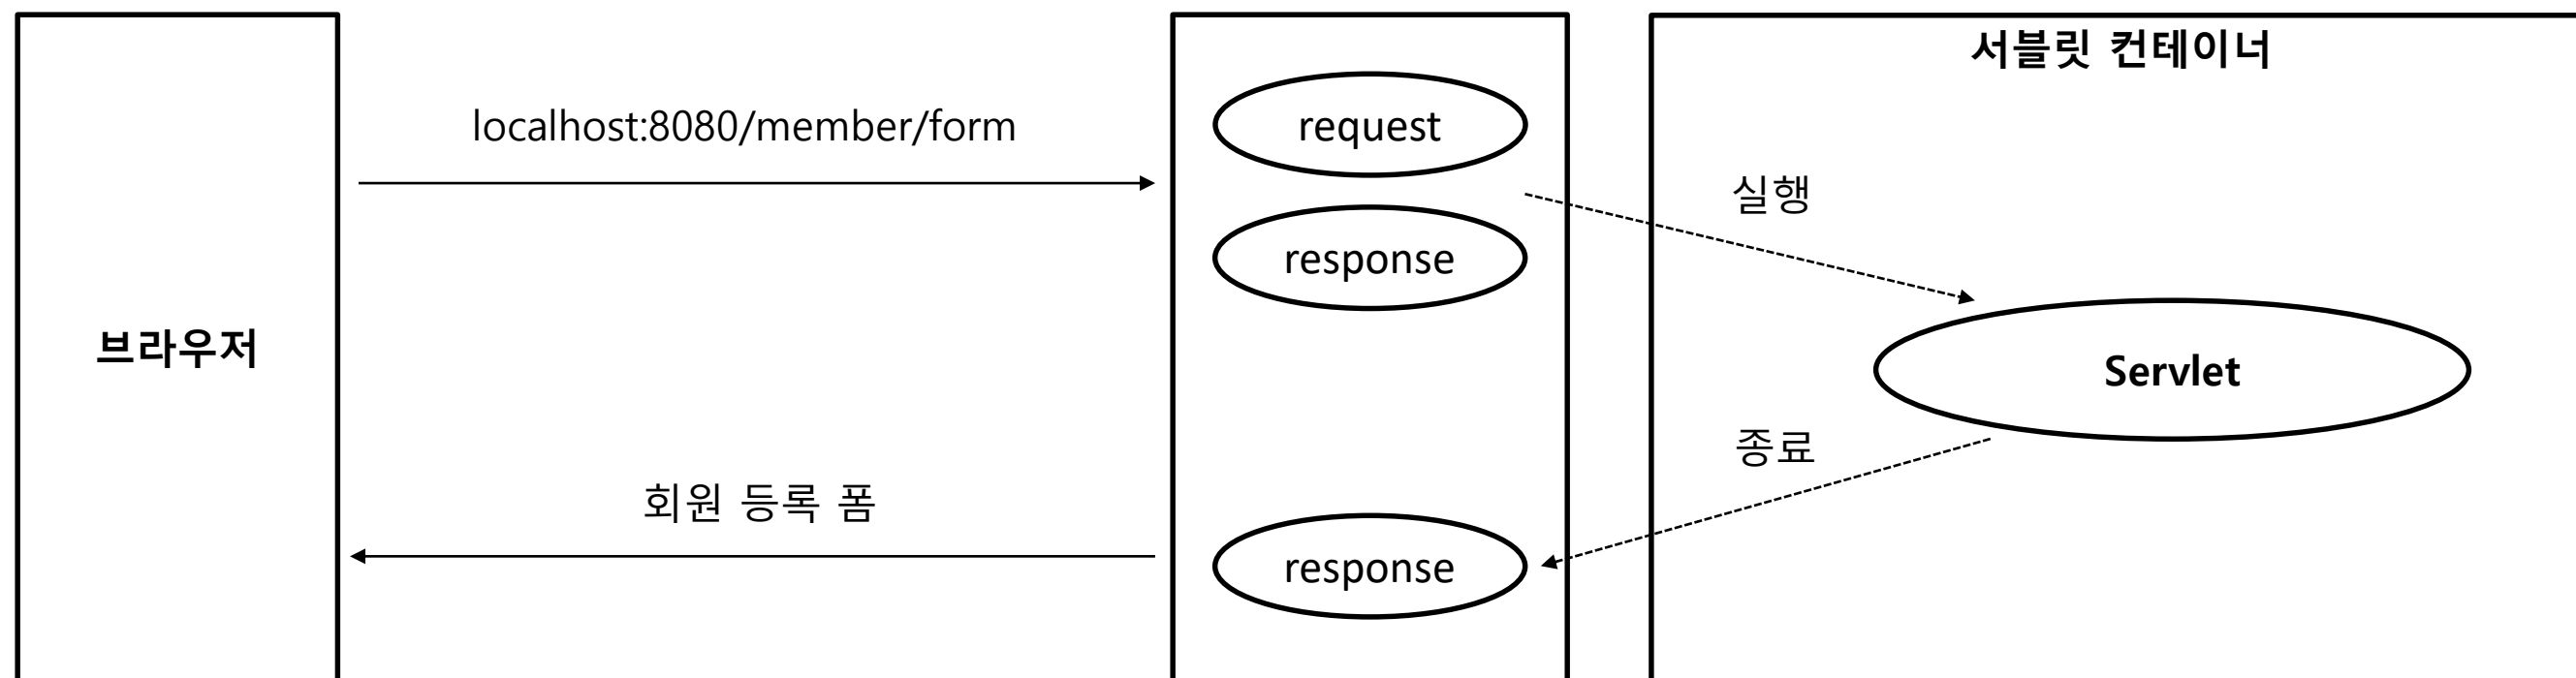 서블릿 컨테이너
localhost:8080/member/form
request
실행
response
브라우저
Servlet
종료
회원 등록 폼
response